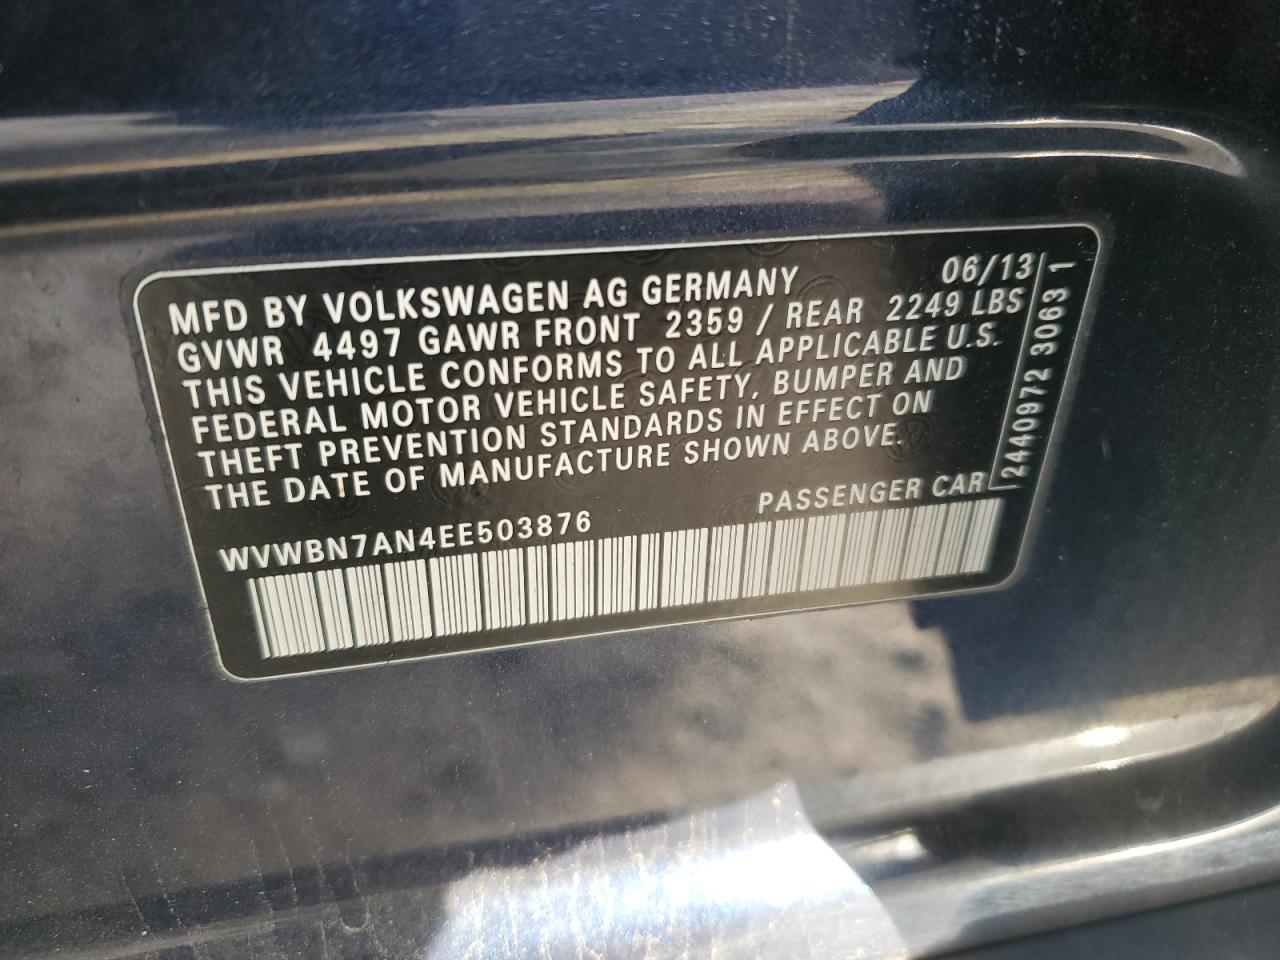 MFD BY VOLKSWAGEN AG GERMANY 06/13
GVWR 4497 GAWR FRONT 2359 / REAR 2249 LBS
THIS VEHICLE CONFORMS TO ALL APPLICABLE U.S.
FEDERAL MOTOR VEHICLE SAFETY, BUMPER AND
THEFT PREVENTION STANDARDS IN EFFECT ON
THE DATE OF MANUFACTURE SHOWN ABOVE.
WVWBN7AN4EE503876 PASSENGER CAR
2440972 3063 1